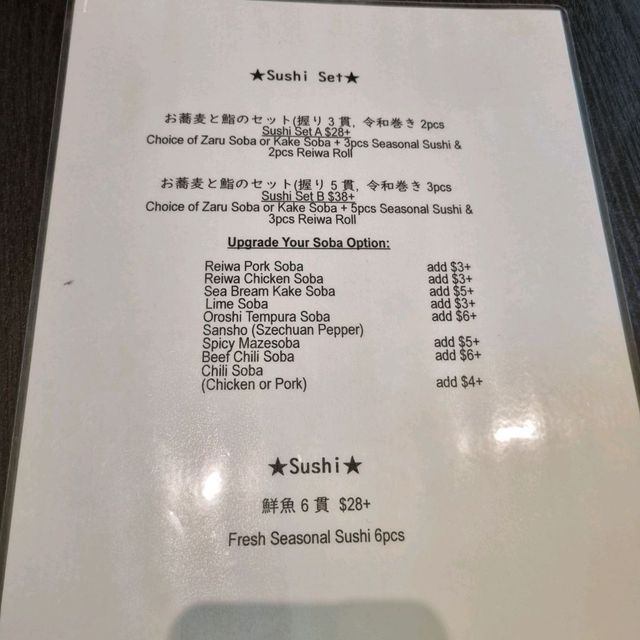 ★Sushi Set★
お蕎麦と鮨のセット(握り3貫, 令和巻き 2pcs
Sushi Set A $28+
Choice of Zaru Soba or Kake Soba + 3pcs Seasonal Sushi &
2pcs Reiwa Roll
お蕎麦と鮨のセット(握り5貫, 令和巻き 3pcs
Sushi Set B $38+
Choice of Zaru Soba or Kake Soba + 5pcs Seasonal Sushi &
3pcs Reiwa Roll
Upgrade Your Soba Option:
Reiwa Pork Soba add $3+
Reiwa Chicken Soba add $3+
Sea Bream Kake Soba add $5+
Lime Soba add $3+
Oroshi Tempura Soba add $6+
Sansho (Szechuan Pepper)
Spicy Mazesoba add $5+
Beef Chili Soba add $6+
Chili Soba
(Chicken or Pork) add $4+
★Sushi★
鮮魚6貫 $28+
Fresh Seasonal Sushi 6pcs